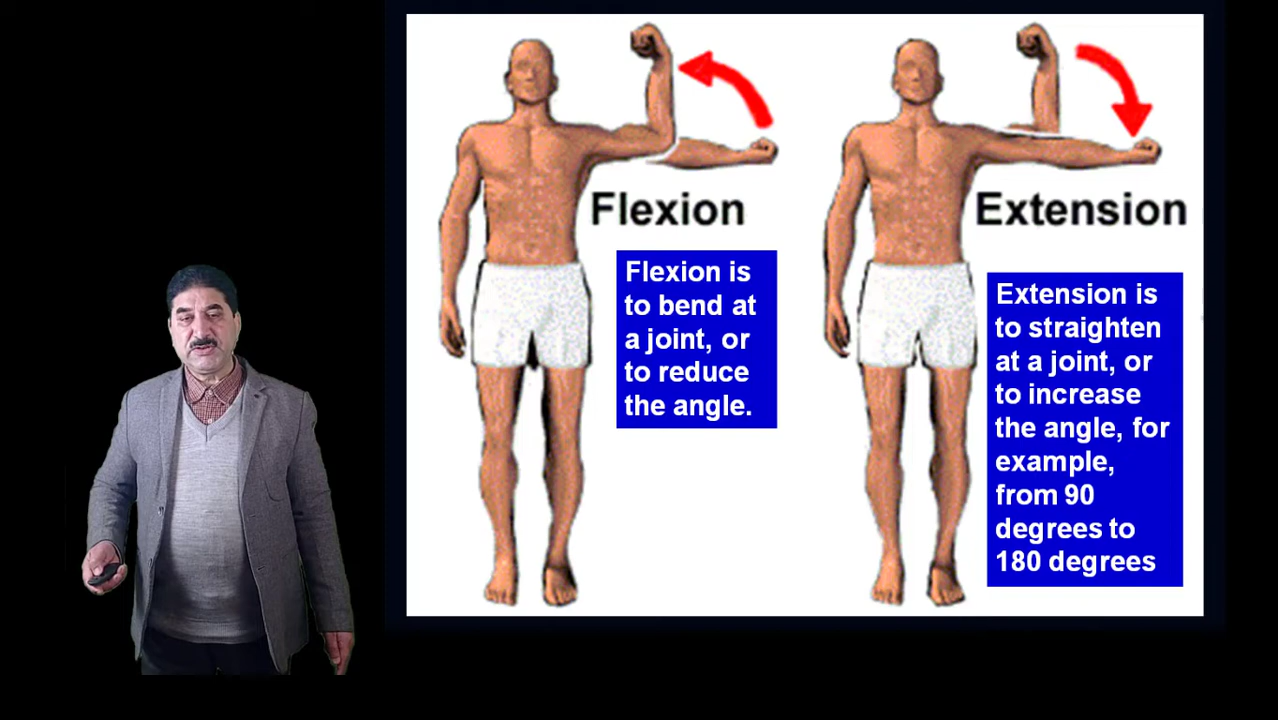 Flexion
Flexion is
to bend at
a joint, or
to reduce
the angle.
Extension
Extension is
to straighten
at a joint, or
to increase
the angle, for
example,
from 90
degrees to
180 degrees